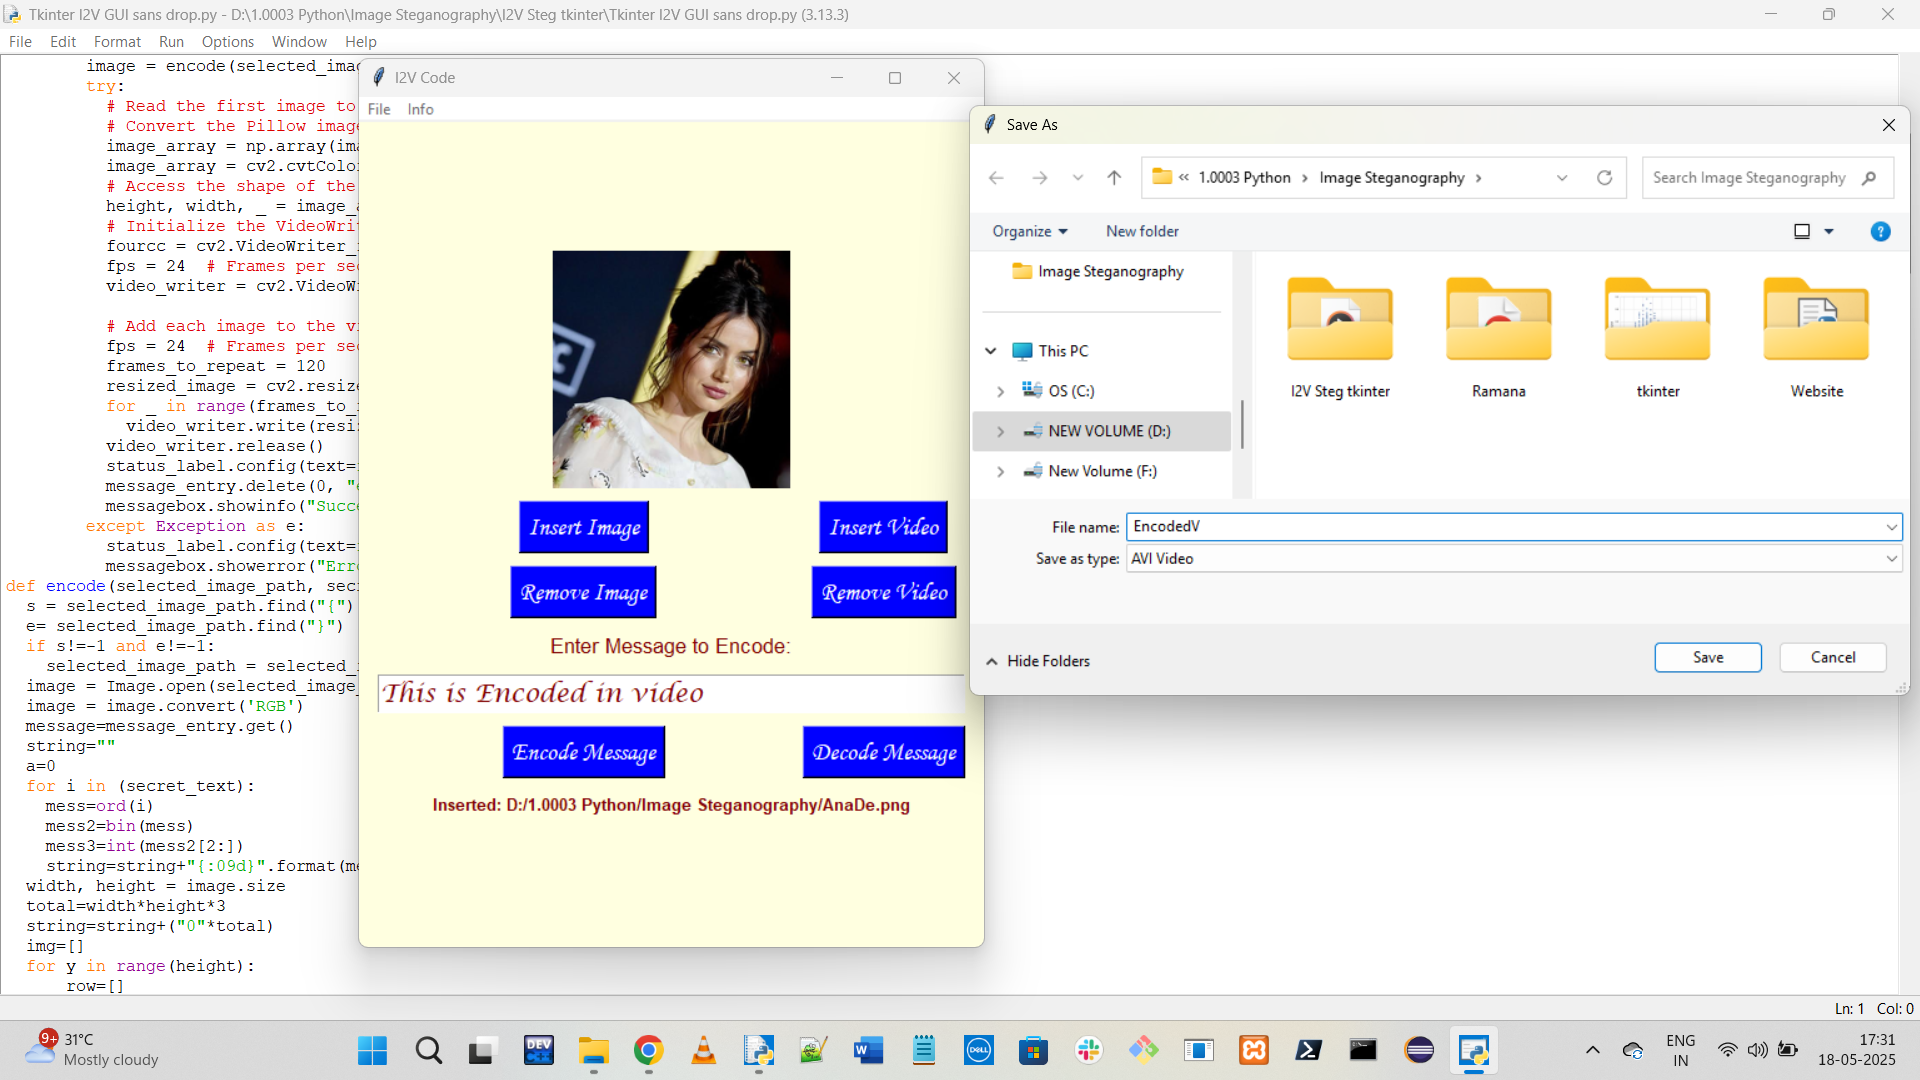 Tkinter I2V GUI sans drop.py - D:\1.0003 Python\Image Steganography\I2V Steg tkinter\Tkinter I2V GUI sans drop.py (3.13.3)
File Edit Format Run Options Window Help
image = encode(selected_imag
try:
# Read the first image to
# Convert the Pillow image
image_array = np.array(ima
image_array = cv2.cvtColor
# Access the shape of the
height, width, _ = image_a
# Initialize the VideoWrit
fourcc = cv2.VideoWriter_
fps = 24 # Frames per sec
video_writer = cv2.VideoW
# Add each image to the vi
fps = 24 # Frames per sec
frames_to_repeat = 120
resized_image = cv2.resize
for _ in range(frames_to_
video_writer.write(resi
video_writer.release()
status_label.config(text=
message_entry.delete(0, "e
messagebox.showinfo("Succe
except Exception as e:
status_label.config(text=
messagebox.showerror("Erro
def encode(selected_image_path, sec
s = selected_image_path.find("{")
e= selected_image_path.find("}")
if s!=-1 and e!=-1:
selected_image_path = selected_
image = Image.open(selected_image_
image = image.convert('RGB')
message=message_entry.get()
string=""
a=0
for i in (secret_text):
mess=ord(i)
mess2=bin(mess)
mess3=int(mess2[2:])
string=string+"{:09d}".format(me
width, height = image.size
total=width*height*3
string=string+("0"*total)
img=[]
for y in range(height):
row=[]
I2V Code
File Info
Insert Image Insert Video
Remove Image Remove Video
Enter Message to Encode:
This is Encoded in video
Encode Message Decode Message
Inserted: D:/1.0003 Python/Image Steganography/AnaDe.png
Save As
« 1.0003 Python › Image Steganography ›
Search Image Steganography
Organize New folder
?
Image Steganography
This PC
OS (C:)
NEW VOLUME (D:)
New Volume (F:)
I2V Steg tkinter Ramana tkinter Website
File name: EncodedV
Save as type: AVI Video
Hide Folders
Save Cancel
Ln: 1 Col: 0
9+
31°C
Mostly cloudy
DEV C++
DELL
ENG
IN
17:31
18-05-2025